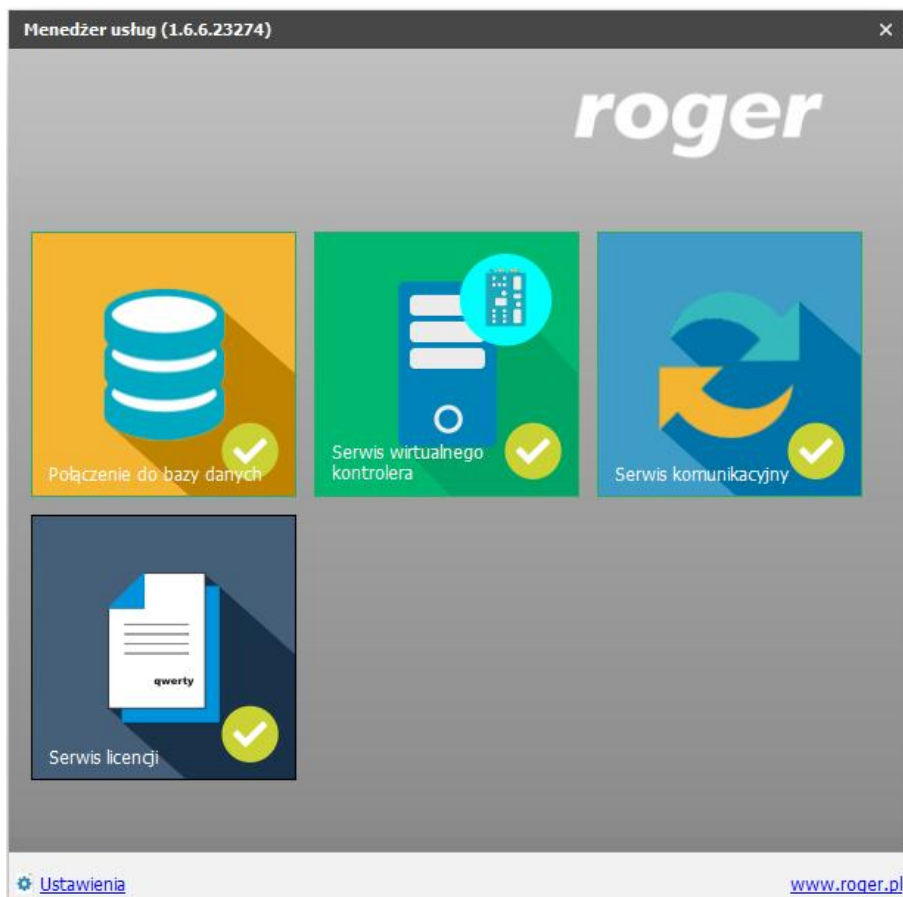 Menedżer usług (1.6.6.23274)
roger
Połączenie do bazy danych
Serwis wirtualnego
kontrolera
Serwis komunikacyjny
qwerty
Serwis licencji
Ustawienia
www.roger.pl